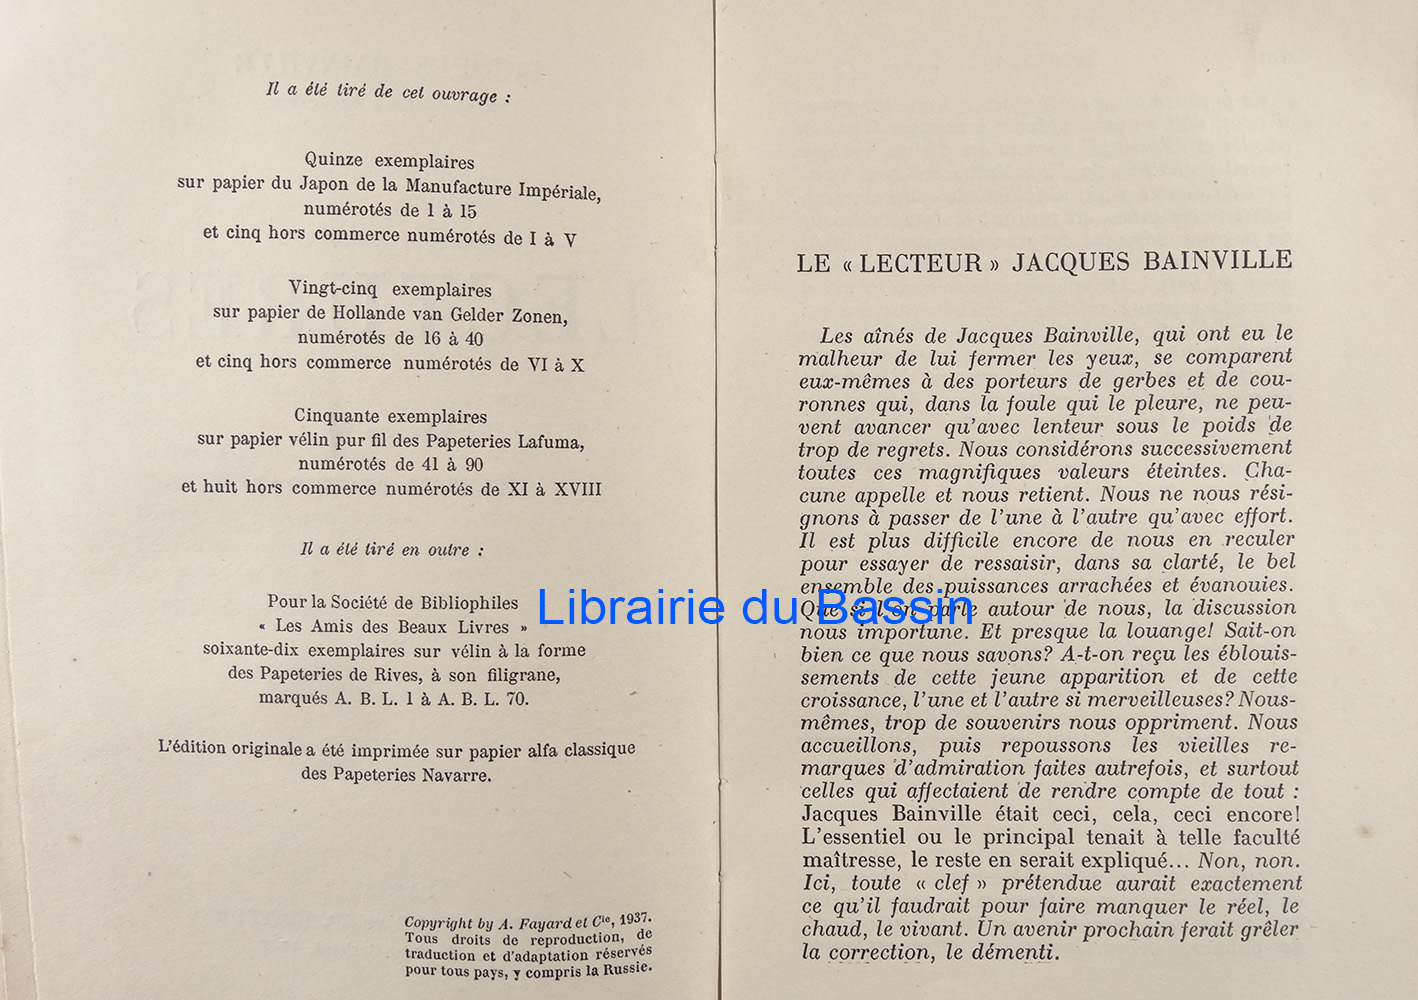 Il a été tiré de cet ouvrage :
Quinze exemplaires
sur papier du Japon de la Manufacture Impériale,
numérotés de 1 à 15
et cinq hors commerce numérotés de I à V
Vingt-cinq exemplaires
sur papier de Hollande van Gelder Zonen,
numérotés de 16 à 40
et cinq hors commerce numérotés de VI à X
Cinquante exemplaires
sur papier vélin pur fil des Papeteries Lafuma,
numérotés de 41 à 90
et huit hors commerce numérotés de XI à XVIII
Il a été tiré en outre :
Pour la Société de Bibliophiles
« Les Amis des Beaux Livres »
soixante-dix exemplaires sur vélin à la forme
des Papeteries de Rives, à son filigrane,
marqués A. B. L. 1 à A. B. L. 70.
L'édition originale a été imprimée sur papier alfa classique
des Papeteries Navarre.
Copyright by A. Fayard et Cie, 1937.
Tous droits de reproduction, de
traduction et d'adaptation réservés
pour tous pays, y compris la Russie.
LE « LECTEUR » JACQUES BAINVILLE
Les aînés de Jacques Bainville, qui ont eu le
malheur de lui fermer les yeux, se comparent
eux-mêmes à des porteurs de gerbes et de cou-
ronnes qui, dans la foule qui le pleure, ne peu-
vent avancer qu'avec lenteur sous le poids de
trop de regrets. Nous considérons successivement
toutes ces magnifiques valeurs éteintes. Cha-
cune appelle et nous retient. Nous ne nous rési-
gnons à passer de l'une à l'autre qu'avec effort.
Il est plus difficile encore de nous en reculer
pour essayer de ressaisir, dans sa clarté, le bel
ensemble des puissances arrachées et évanouies.
Que si l'on parle autour de nous, la discussion
nous importune. Et presque la louange! Sait-on
bien ce que nous savons? A-t-on reçu les éblouis-
sements de cette jeune apparition et de cette
croissance, l'une et l'autre si merveilleuses? Nous-
mêmes, trop de souvenirs nous oppriment. Nous
accueillons, puis repoussons les vieilles re-
marques d'admiration faites autrefois, et surtout
celles qui affectaient de rendre compte de tout :
Jacques Bainville était ceci, cela, ceci encore!
L'essentiel ou le principal tenait à telle faculté
maîtresse, le reste en serait expliqué... Non, non.
Ici, toute « clef » prétendue aurait exactement
ce qu'il faudrait pour faire manquer le réel, le
chaud, le vivant. Un avenir prochain ferait grêler
la correction, le démenti.
Librairie du Bassin